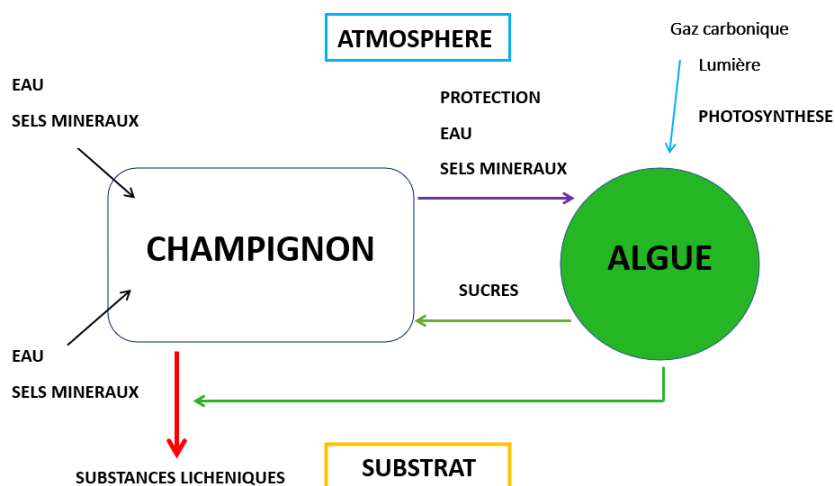 ATMOSPHERE
Gaz carbonique
Lumière
PHOTOSYNTHESE
EAU
SELS MINERAUX
PROTECTION
EAU
SELS MINERAUX
CHAMPIGNON
ALGUE
SUCRES
EAU
SELS MINERAUX
SUBSTANCES LICHENIQUES
SUBSTRAT